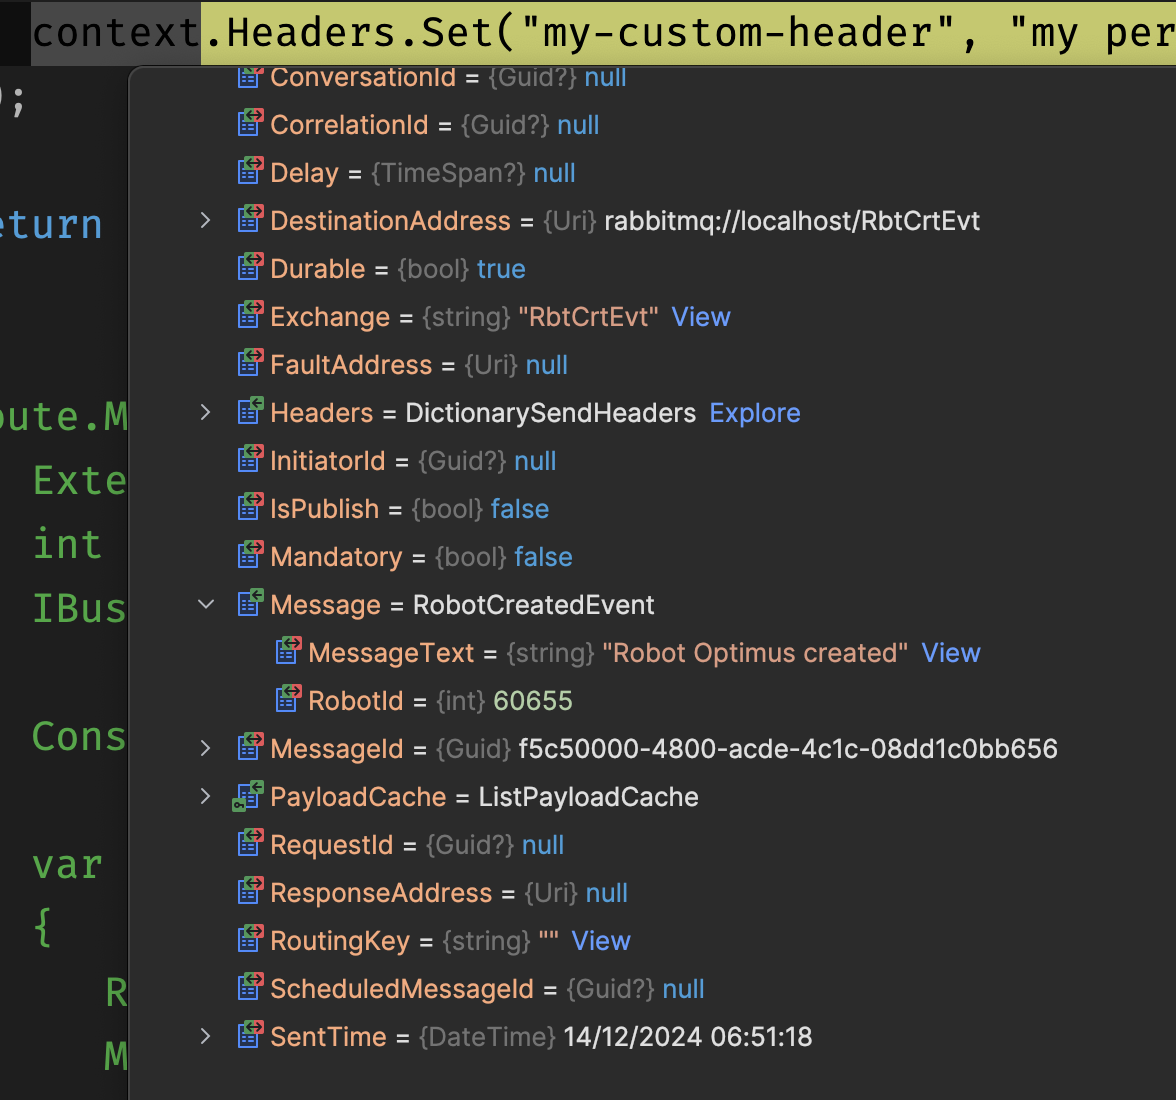 context.Headers.Set("my-custom-header", "my per
ConversationId = {Guid?} null
);
CorrelationId = {Guid?} null
Delay = {TimeSpan?} null
eturn
DestinationAddress = {Uri} rabbitmq://localhost/RbtCrtEvt
Durable = {bool} true
Exchange = {string} "RbtCrtEvt" View
FaultAddress = {Uri} null
oute.M
Headers = DictionarySendHeaders Explore
InitiatorId = {Guid?} null
Exte
IsPublish = {bool} false
int
Mandatory = {bool} false
IBus
Message = RobotCreatedEvent
MessageText = {string} "Robot Optimus created" View
RobotId = {int} 60655
Cons
MessageId = {Guid} f5c50000-4800-acde-4c1c-08dd1c0bb656
PayloadCache = ListPayloadCache
RequestId = {Guid?} null
var
ResponseAddress = {Uri} null
{
RoutingKey = {string} "" View
ScheduledMessageId = {Guid?} null
R
SentTime = {DateTime} 14/12/2024 06:51:18
M